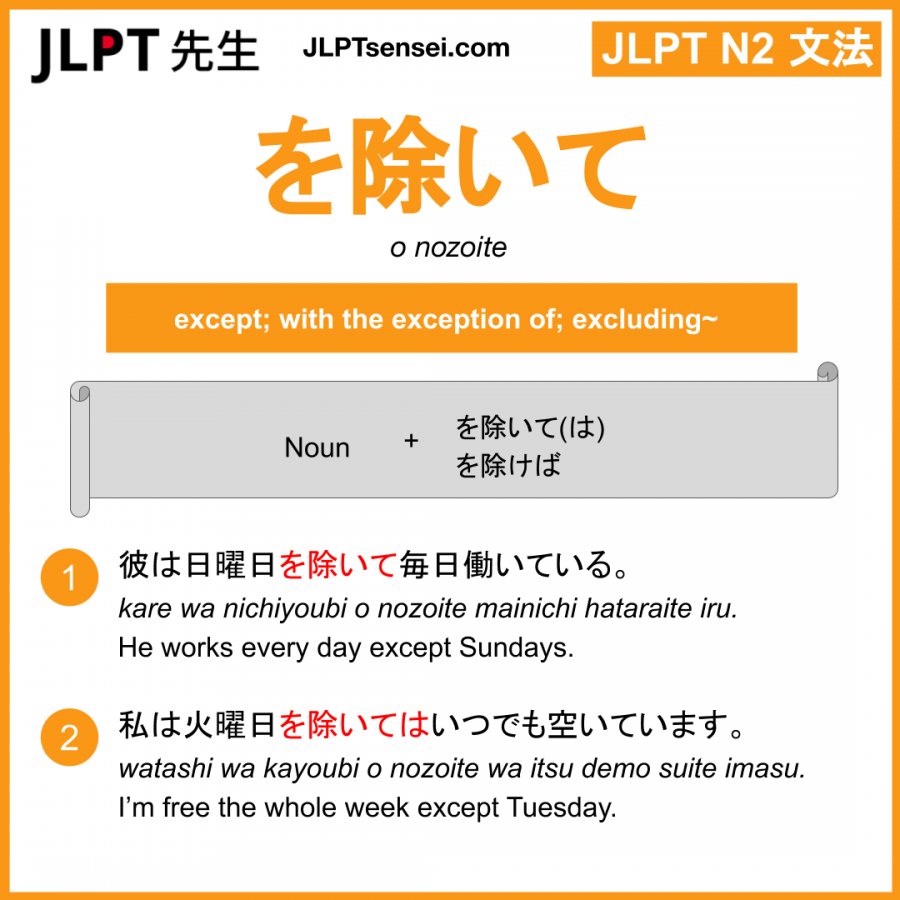 JLPT 先生
JLPTsensei.com
JLPT N2 文法
を除いて
o nozoite
except; with the exception of; excluding~
Noun + を除いて(は)
を除けば
1 彼は日曜日を除いて毎日働いている。
kare wa nichiyoubi o nozoite mainichi hataraite iru.
He works every day except Sundays.
2 私は火曜日を除いてはいつでも空いています。
watashi wa kayoubi o nozoite wa itsu demo suite imasu.
I’m free the whole week except Tuesday.